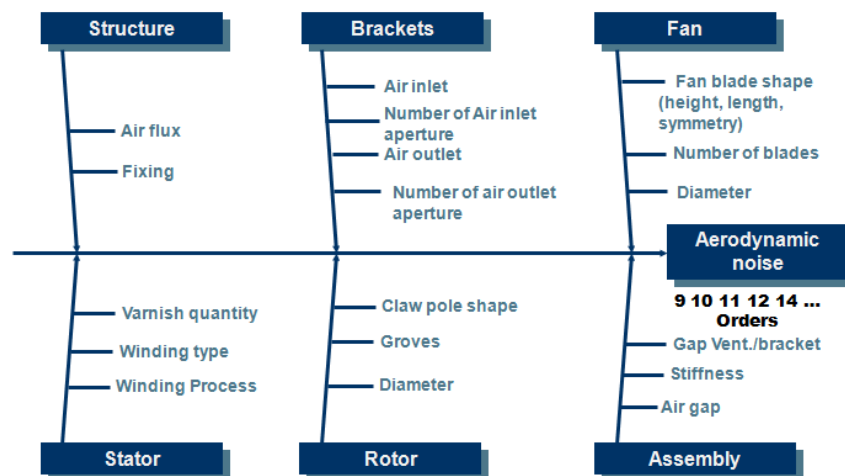 Structure
Brackets
Fan
Air inlet
Number of Air inlet
aperture
Air outlet
Number of air outlet
aperture
Air flux
Fixing
Fan blade shape
(height, length,
symmetry)
Number of blades
Diameter
Aerodynamic
noise
9 10 11 12 14 ...
Orders
Varnish quantity
Winding type
Winding Process
Claw pole shape
Groves
Diameter
Gap Vent./bracket
Stiffness
Air gap
Stator
Rotor
Assembly